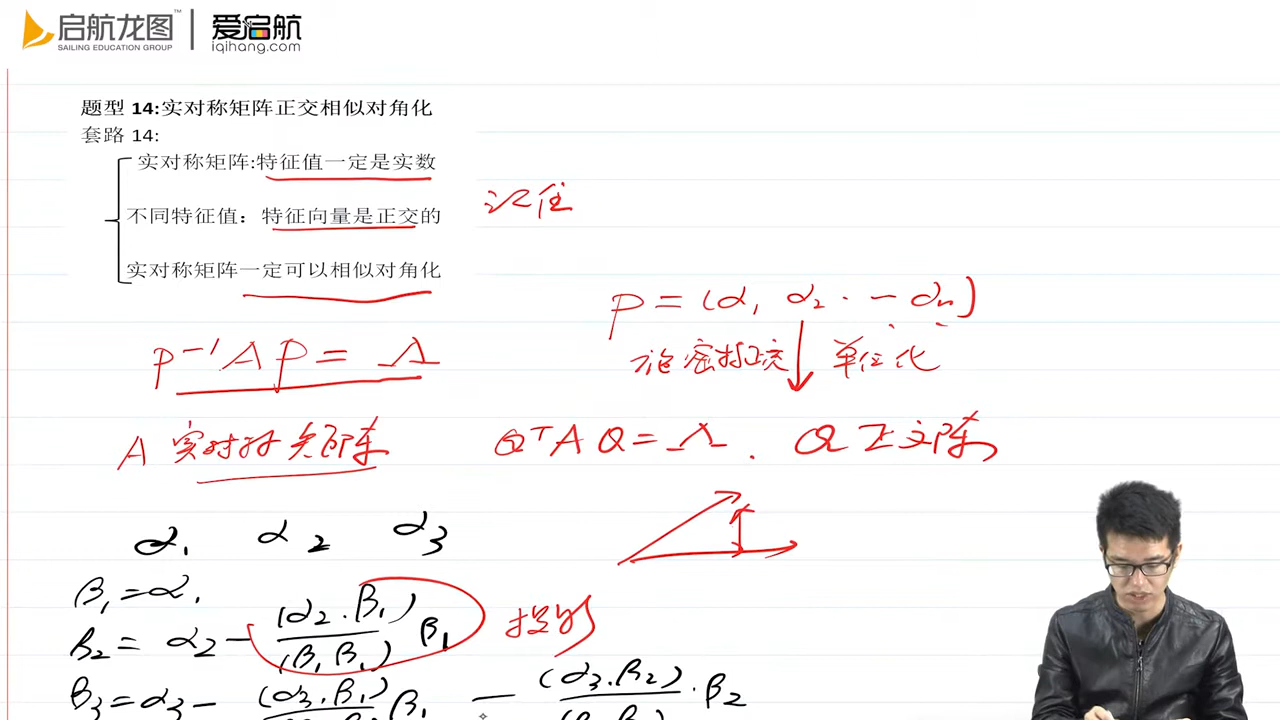 启航龙图™ 爱启航
SAILING EDUCATION GROUP iqihang.com
题型 14:实对称矩阵正交相似对角化
套路 14:
实对称矩阵:特征值一定是实数
不同特征值：特征向量是正交的
实对称矩阵一定可以相似对角化
记住
P = (α₁ α₂ · − αₙ)
施密特正交 单位化
P⁻¹AP = Λ
A 实对称矩阵
QᵀAQ = Λ. Q 正交阵
α₁ α₂ α₃
β₁ = α₁
β₂ = α₂ − (α₂·β₁)/(β₁ β₁) β₁ 投影
β₃ = α₃ − (α₃·β₁) β₁ − (α₃·β₂) · β₂